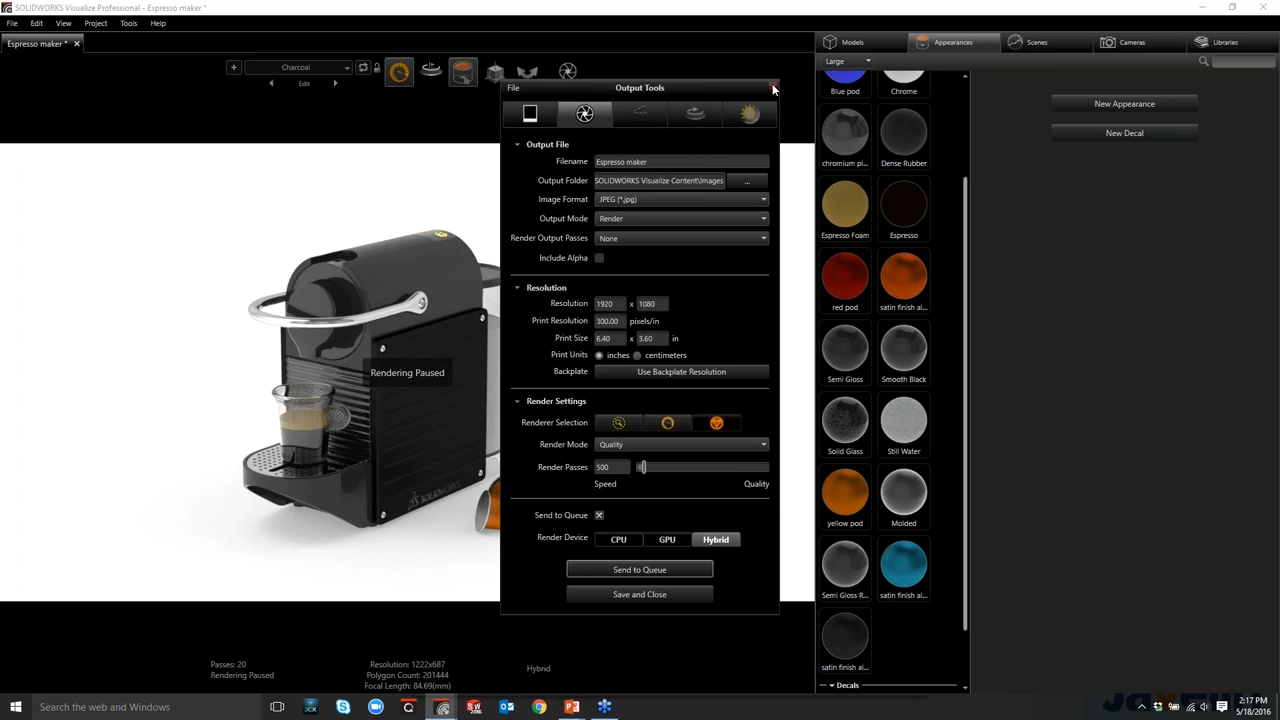 SOLIDWORKS Visualize Professional - Espresso maker *
File Edit View Project Tools Help
Espresso maker *
Charcoal
Edit
Rendering Paused
SOLIDWORKS
Passes: 20
Rendering Paused
Resolution: 1222x687
Polygon Count: 201444
Focal Length: 84.69(mm)
Hybrid
File Output Tools
Output File
Filename Espresso maker
Output Folder SOLIDWORKS Visualize Content\Images ...
Image Format JPEG (*.jpg)
Output Mode Render
Render Output Passes None
Include Alpha
Resolution
Resolution 1920 x 1080
Print Resolution 300.00 pixels/in
Print Size 6.40 x 3.60 in
Print Units inches centimeters
Backplate Use Backplate Resolution
Render Settings
Renderer Selection
Render Mode Quality
Render Passes 500
Speed Quality
Send to Queue
Render Device CPU GPU Hybrid
Send to Queue
Save and Close
Models Appearances Scenes Cameras Libraries
Large
Blue pod Chrome
chromium pl... Dense Rubber
Espresso Foam Espresso
red pod satin finish al...
Semi Gloss Smooth Black
Solid Glass Still Water
yellow pod Molded
Semi Gloss R... satin finish al...
satin finish al...
Decals
New Appearance
New Decal
Search the web and Windows
2:17 PM
5/18/2016